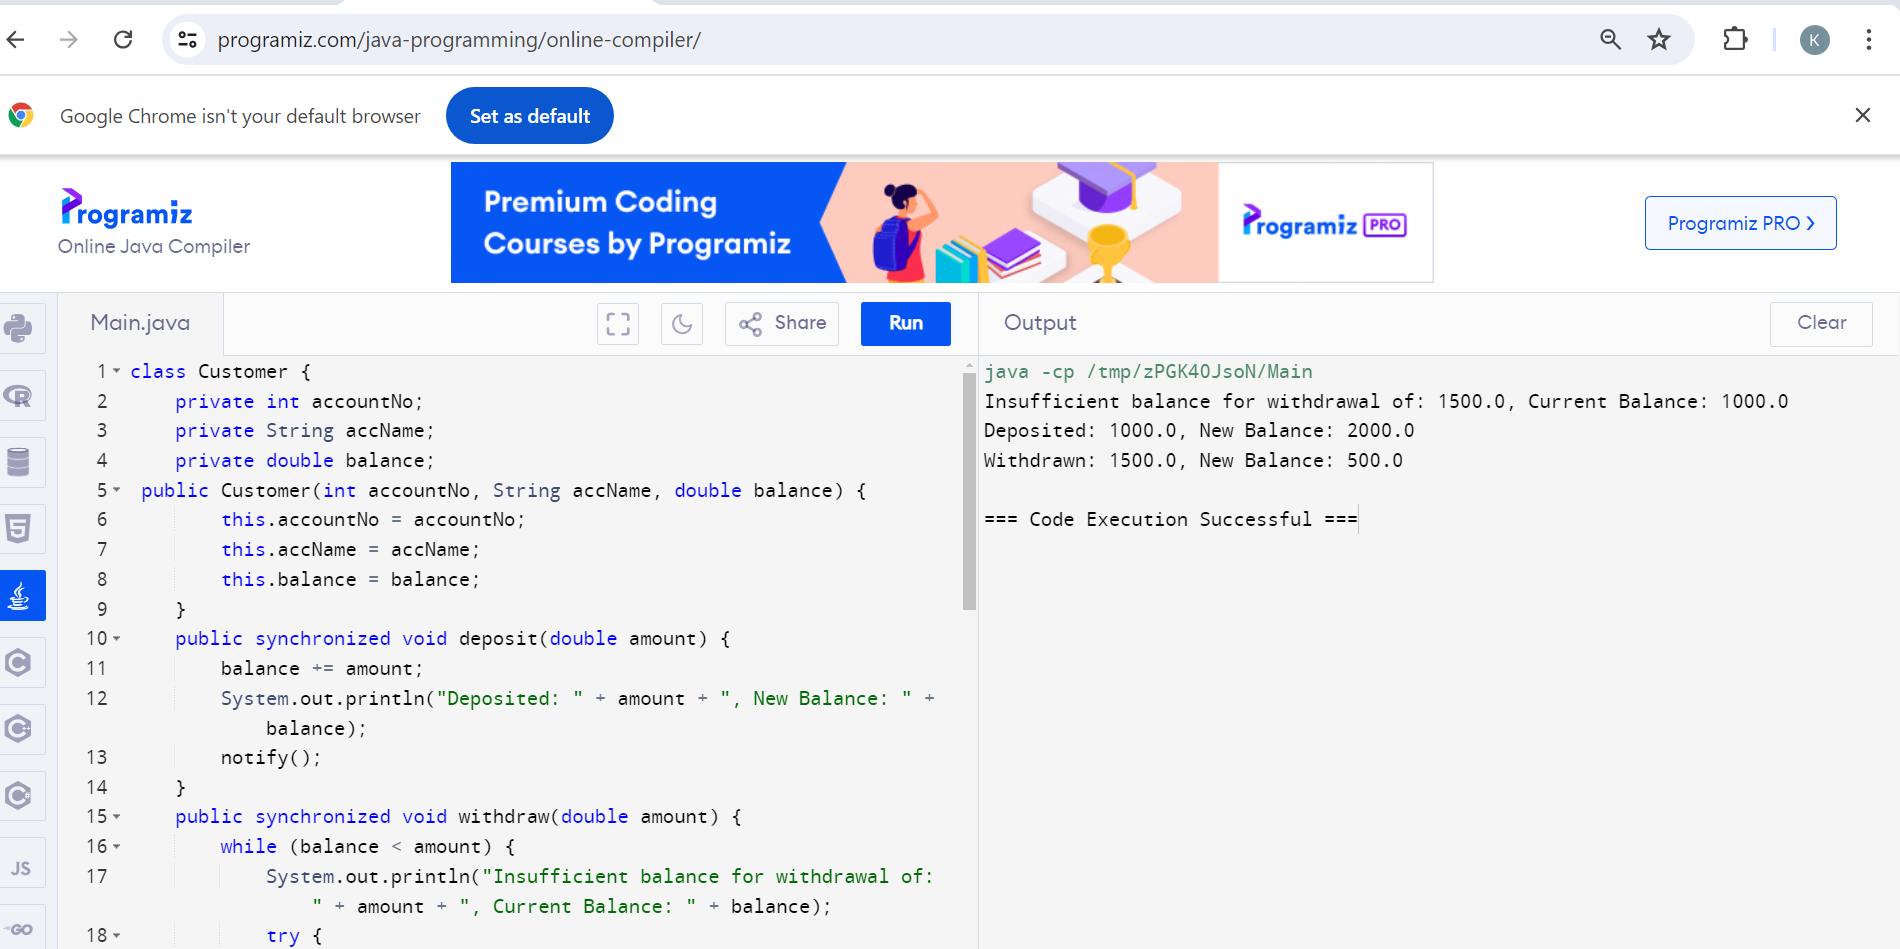 programiz.com/java-programming/online-compiler/
K
Google Chrome isn't your default browser
Set as default
Programiz
Online Java Compiler
Premium Coding
Courses by Programiz
Programiz PRO
Programiz PRO
Main.java
Share
Run
Output
Clear
1 class Customer {
2     private int accountNo;
3     private String accName;
4     private double balance;
5  public Customer(int accountNo, String accName, double balance) {
6         this.accountNo = accountNo;
7         this.accName = accName;
8         this.balance = balance;
9     }
10     public synchronized void deposit(double amount) {
11         balance += amount;
12         System.out.println("Deposited: " + amount + ", New Balance: " +
            balance);
13         notify();
14     }
15     public synchronized void withdraw(double amount) {
16         while (balance < amount) {
17             System.out.println("Insufficient balance for withdrawal of:
                " + amount + ", Current Balance: " + balance);
18             try {
java -cp /tmp/zPGK40JsoN/Main
Insufficient balance for withdrawal of: 1500.0, Current Balance: 1000.0
Deposited: 1000.0, New Balance: 2000.0
Withdrawn: 1500.0, New Balance: 500.0
=== Code Execution Successful ===
R
5
C
C
C
JS
GO